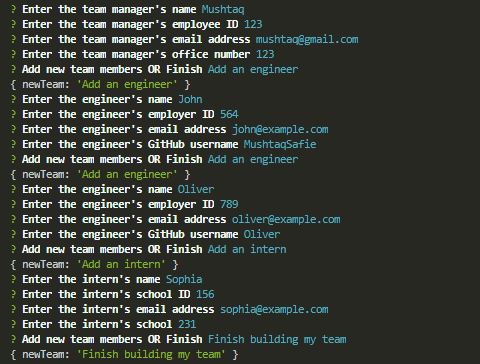 ? Enter the team manager's name Mushtaq
? Enter the team manager's employee ID 123
? Enter the team manager's email address mushtaq@gmail.com
? Enter the team manager's office number 123
? Add new team members OR Finish Add an engineer
{ newTeam: 'Add an engineer' }
? Enter the engineer's name John
? Enter the engineer's employer ID 564
? Enter the engineer's email address john@example.com
? Enter the engineer's GitHub username MushtaqSafie
? Add new team members OR Finish Add an engineer
{ newTeam: 'Add an engineer' }
? Enter the engineer's name Oliver
? Enter the engineer's employer ID 789
? Enter the engineer's email address oliver@example.com
? Enter the engineer's GitHub username Oliver
? Add new team members OR Finish Add an intern
{ newTeam: 'Add an intern' }
? Enter the intern's name Sophia
? Enter the intern's school ID 156
? Enter the intern's email address sophia@example.com
? Enter the intern's school 231
? Add new team members OR Finish Finish building my team
{ newTeam: 'Finish building my team' }